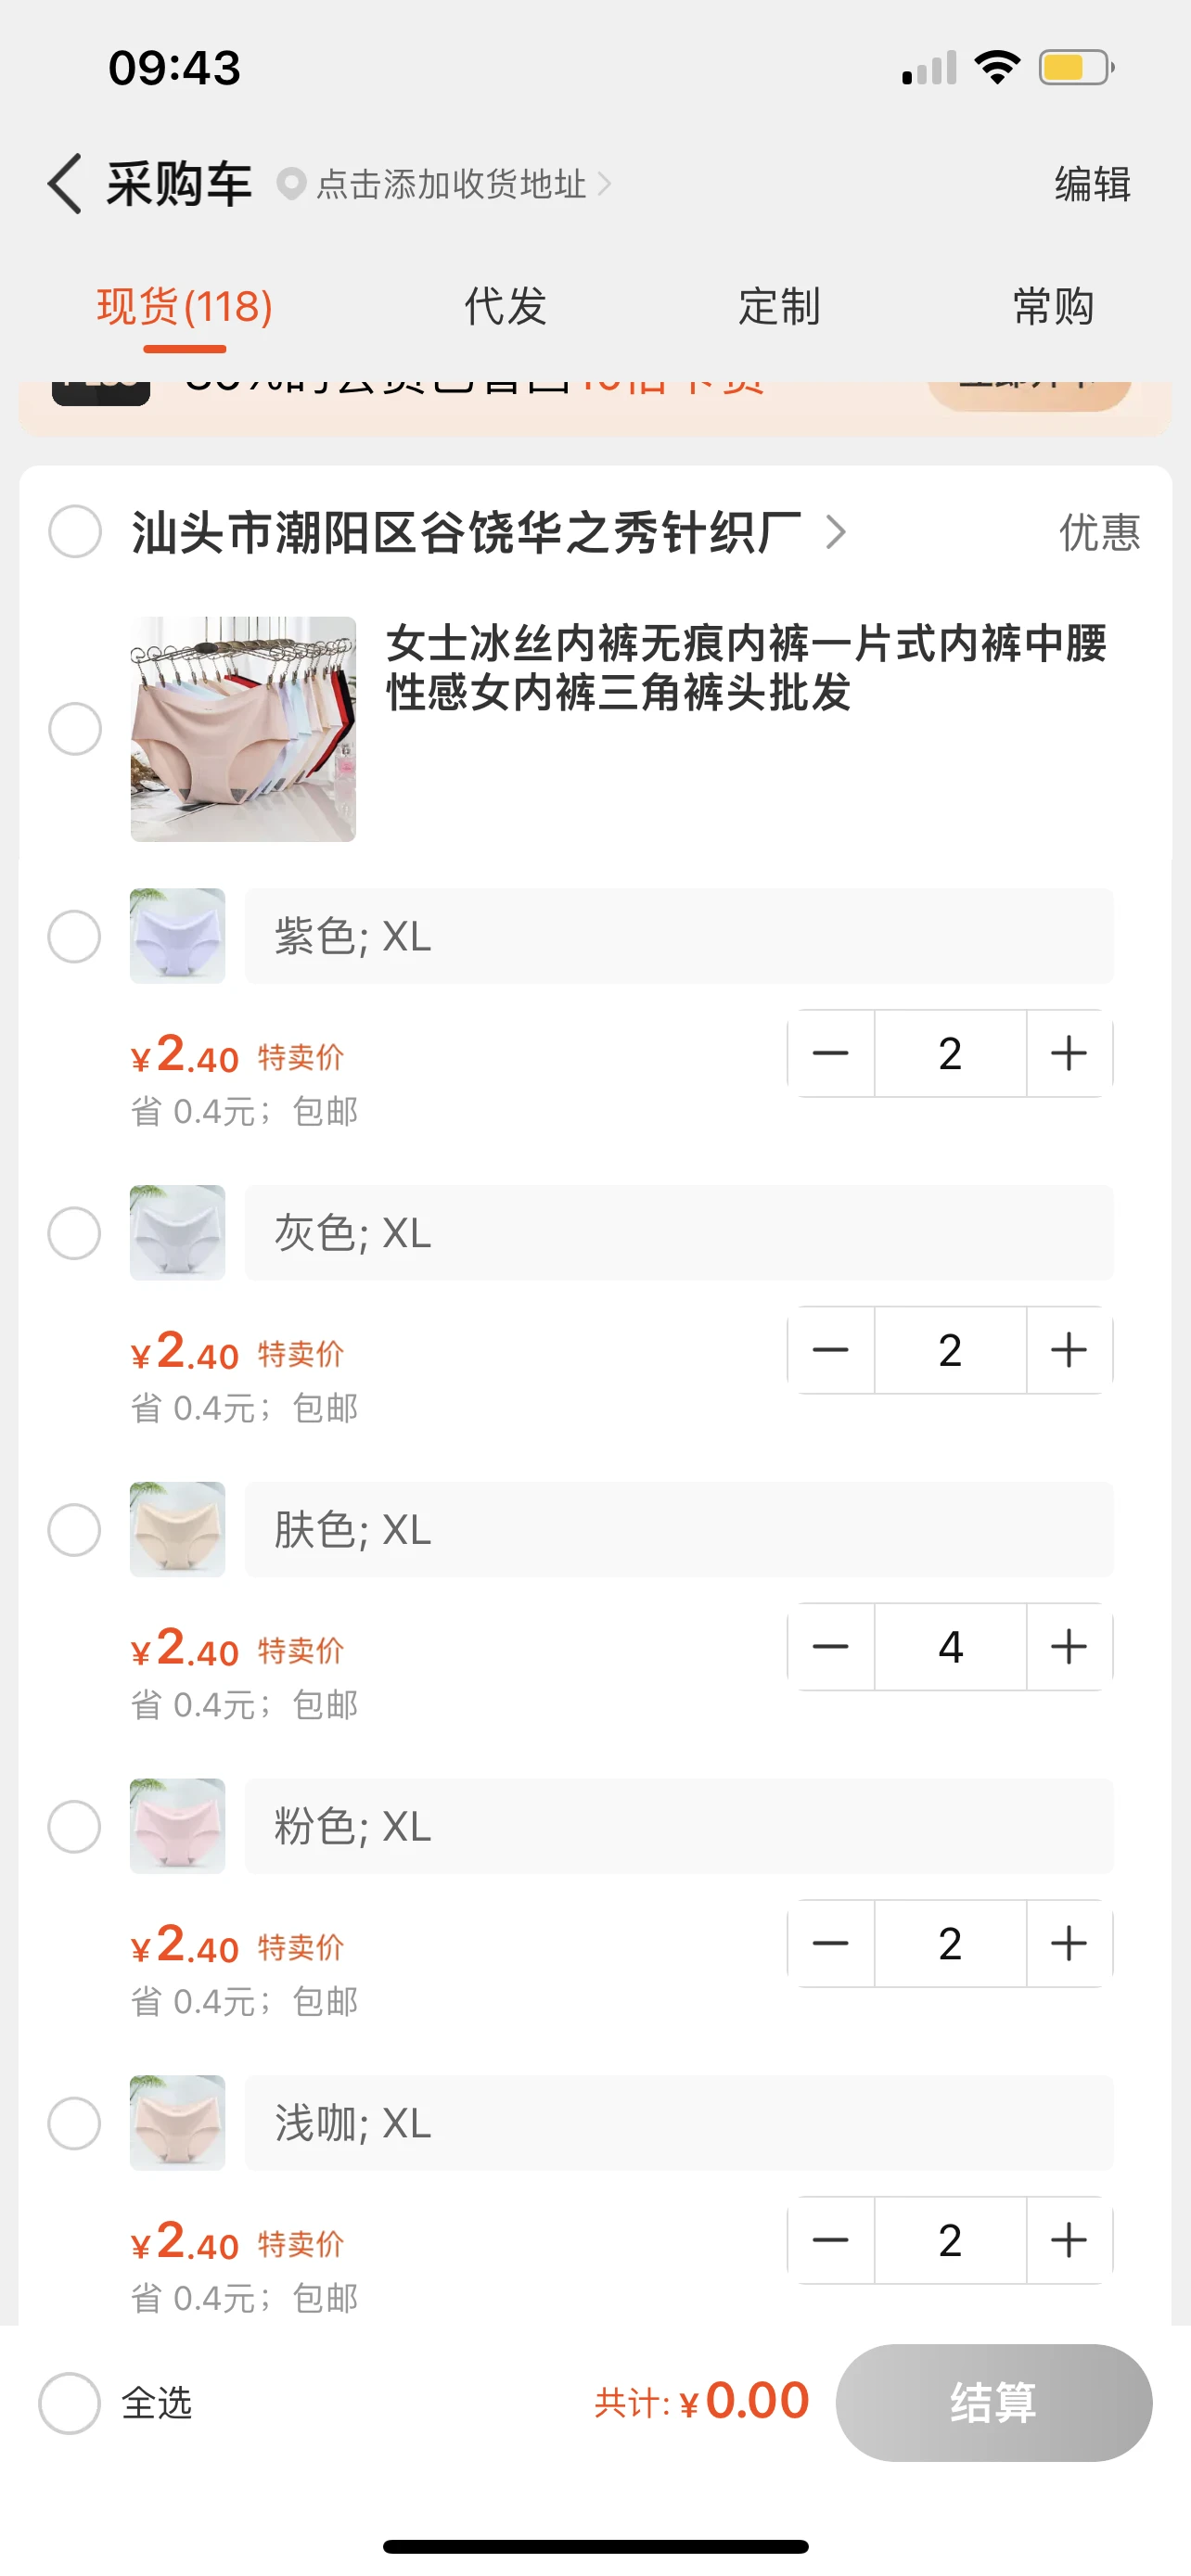 09:43
采购车 点击添加收货地址
编辑
现货(118) 代发 定制 常购
汕头市潮阳区谷饶华之秀针织厂 优惠
女士冰丝内裤无痕内裤一片式内裤中腰
性感女内裤三角裤头批发
紫色; XL
¥2.40 特卖价
2
省 0.4元; 包邮
灰色; XL
¥2.40 特卖价
2
省 0.4元; 包邮
肤色; XL
¥2.40 特卖价
4
省 0.4元; 包邮
粉色; XL
¥2.40 特卖价
2
省 0.4元; 包邮
浅咖; XL
¥2.40 特卖价
2
省 0.4元; 包邮
全选 共计: ¥0.00 结算